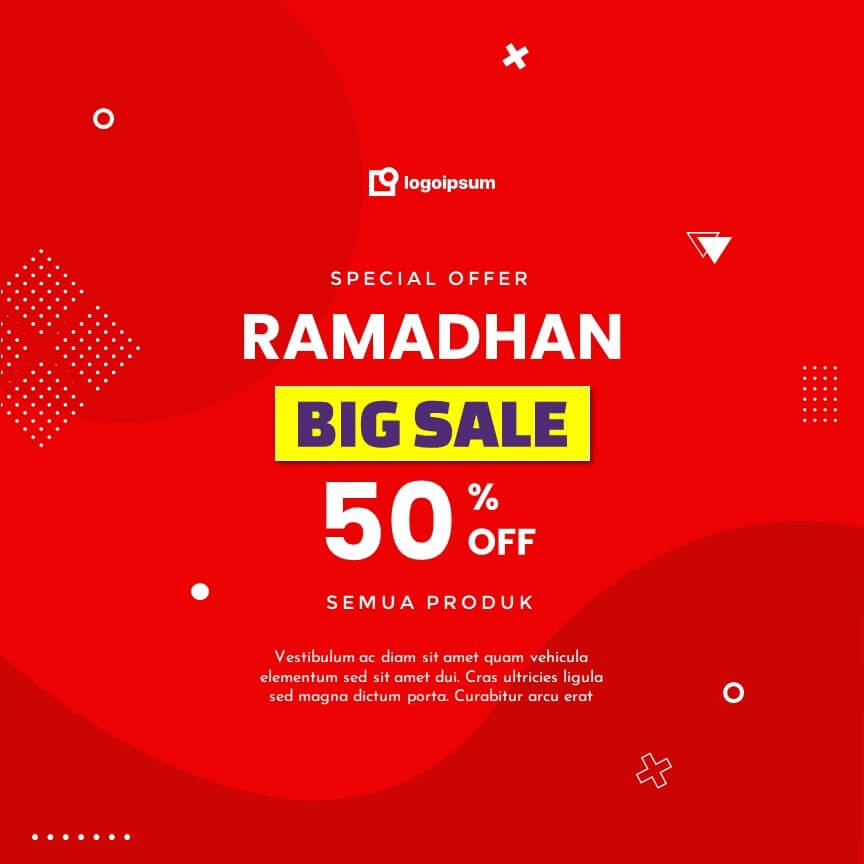 logoipsum
SPECIAL OFFER
RAMADHAN
BIG SALE
50 %
OFF
SEMUA PRODUK
Vestibulum ac diam sit amet quam vehicula
elementum sed sit amet dui. Cras ultricies ligula
sed magna dictum porta. Curabitur arcu erat